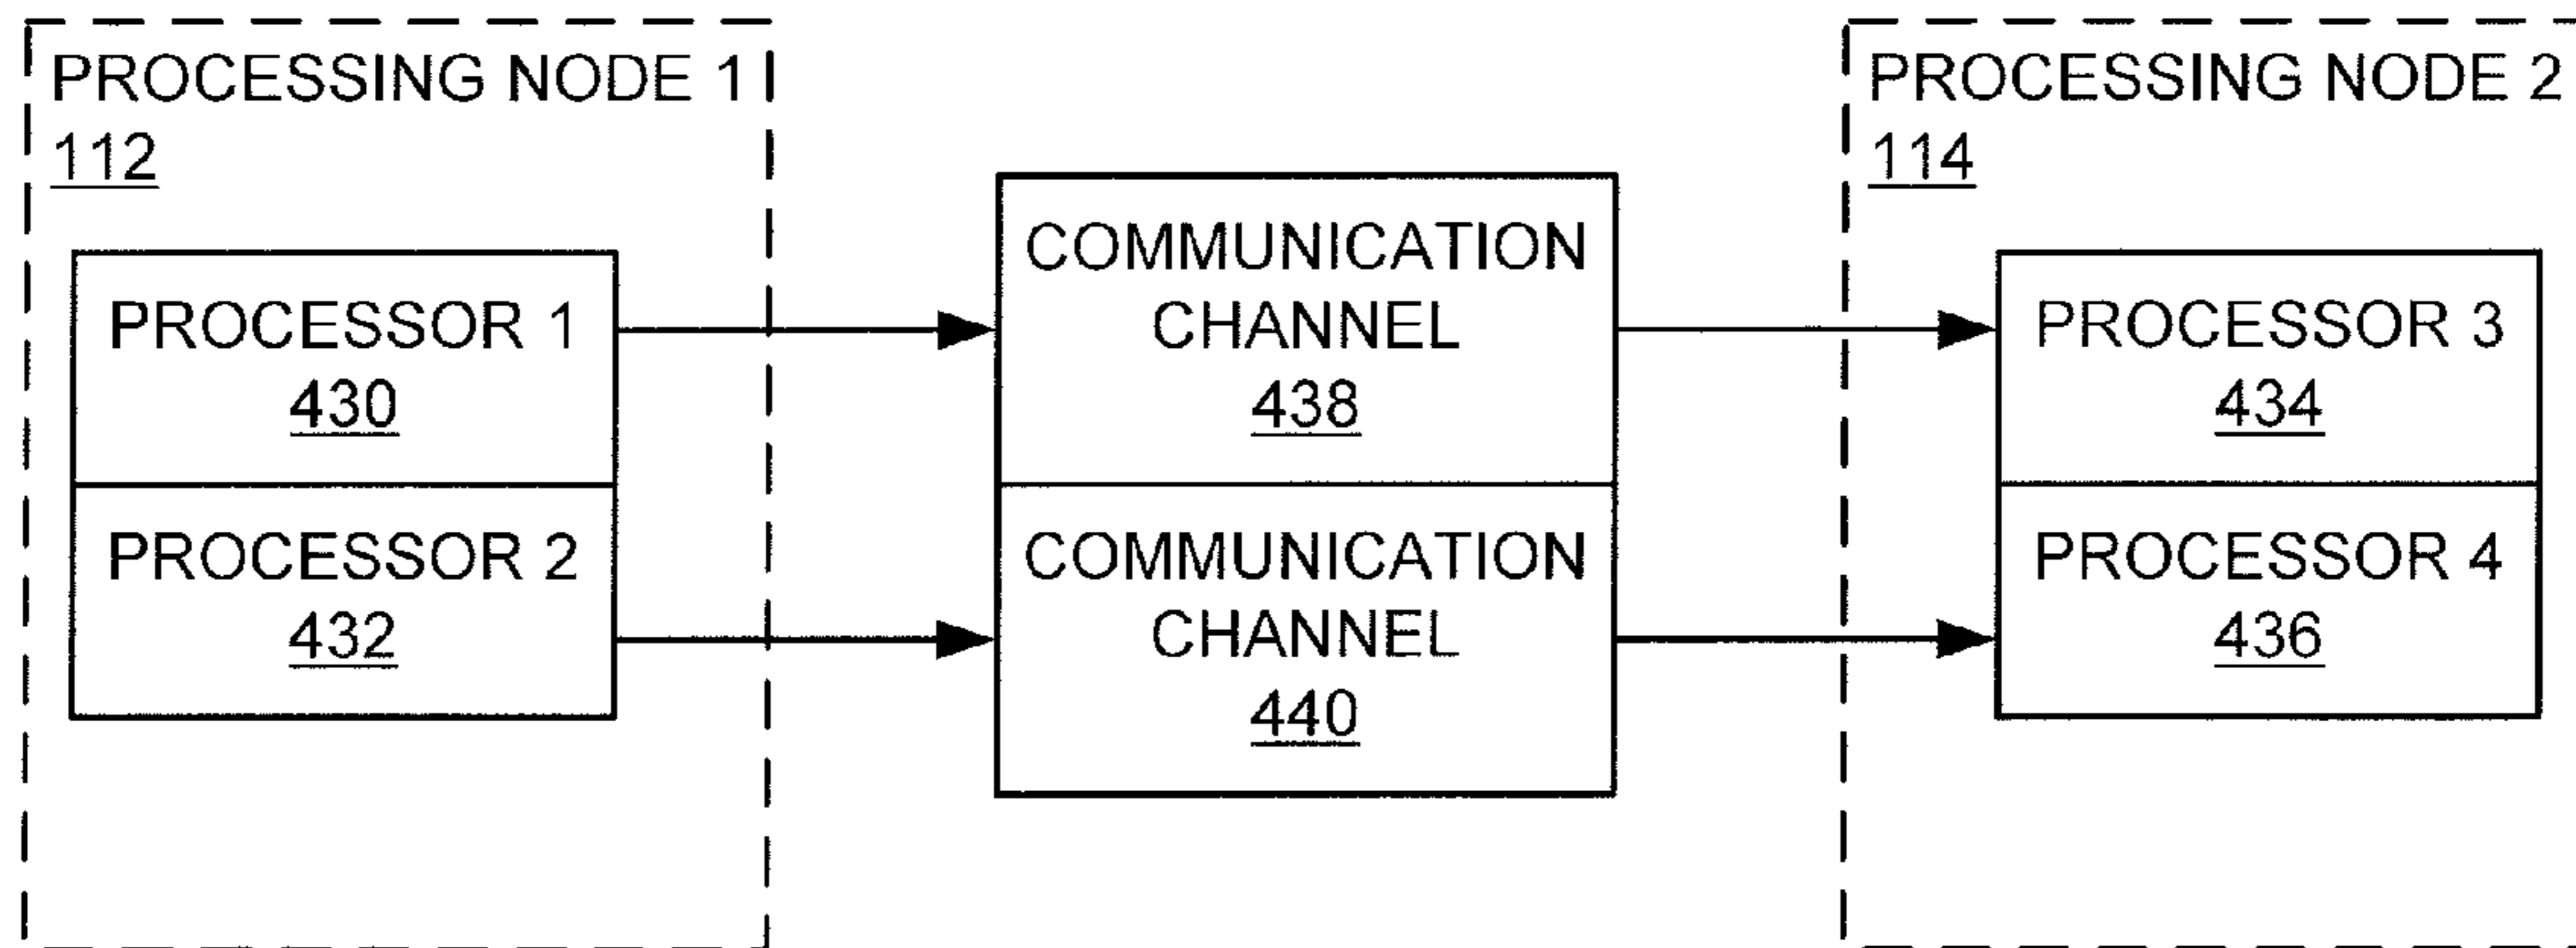 PROCESSING NODE 1
112
PROCESSOR 1
430
PROCESSOR 2
432
COMMUNICATION
CHANNEL
438
COMMUNICATION
CHANNEL
440
PROCESSING NODE 2
114
PROCESSOR 3
434
PROCESSOR 4
436